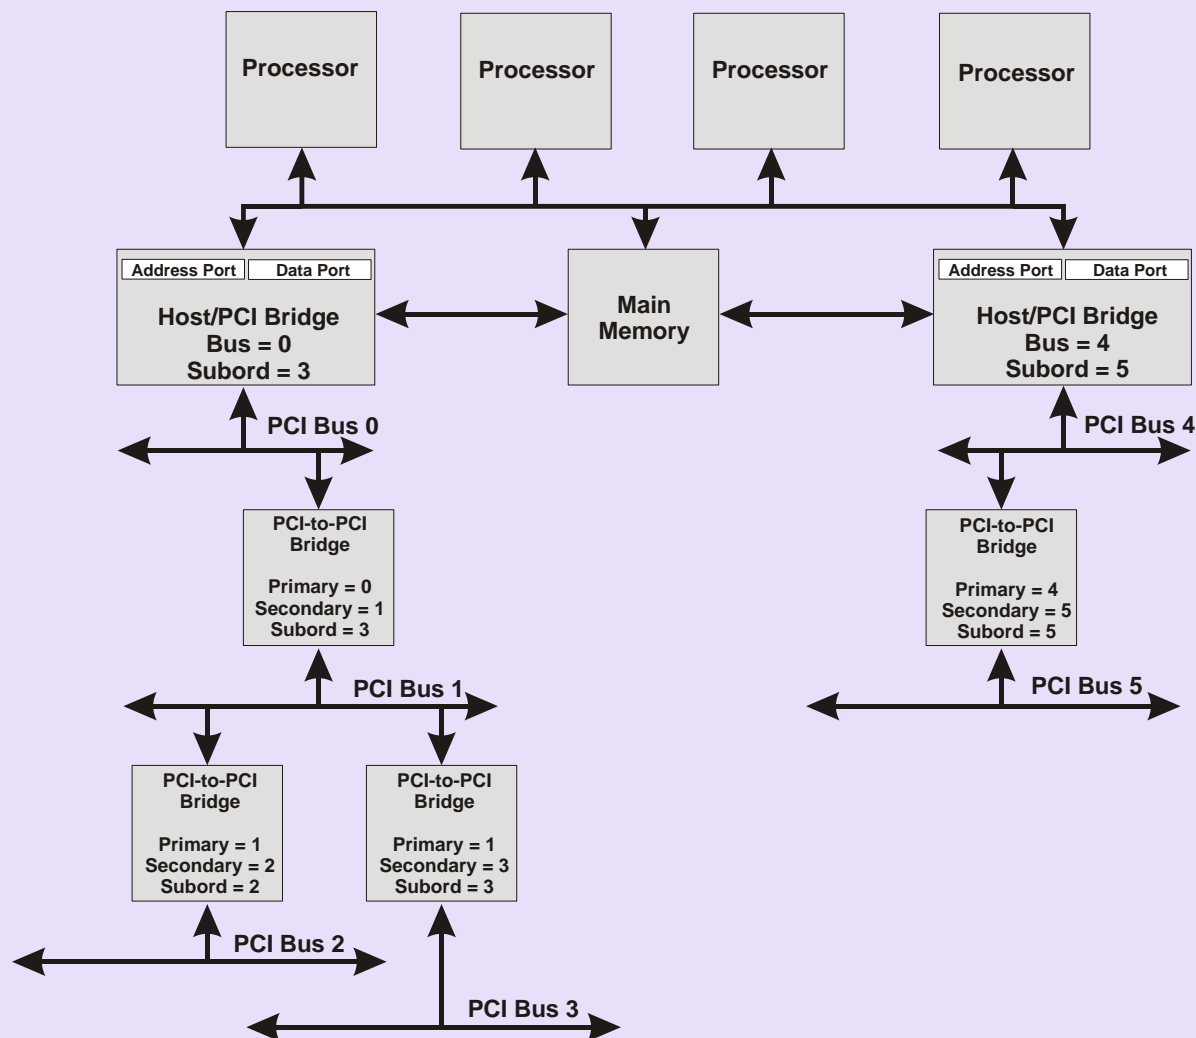 Processor
Processor
Processor
Processor
Address Port
Data Port
Host/PCI Bridge
Bus = 0
Subord = 3
Main
Memory
Address Port
Data Port
Host/PCI Bridge
Bus = 4
Subord = 5
PCI Bus 0
PCI Bus 4
PCI-to-PCI
Bridge
Primary = 0
Secondary = 1
Subord = 3
PCI-to-PCI
Bridge
Primary = 4
Secondary = 5
Subord = 5
PCI Bus 1
PCI Bus 5
PCI-to-PCI
Bridge
Primary = 1
Secondary = 2
Subord = 2
PCI-to-PCI
Bridge
Primary = 1
Secondary = 3
Subord = 3
PCI Bus 2
PCI Bus 3